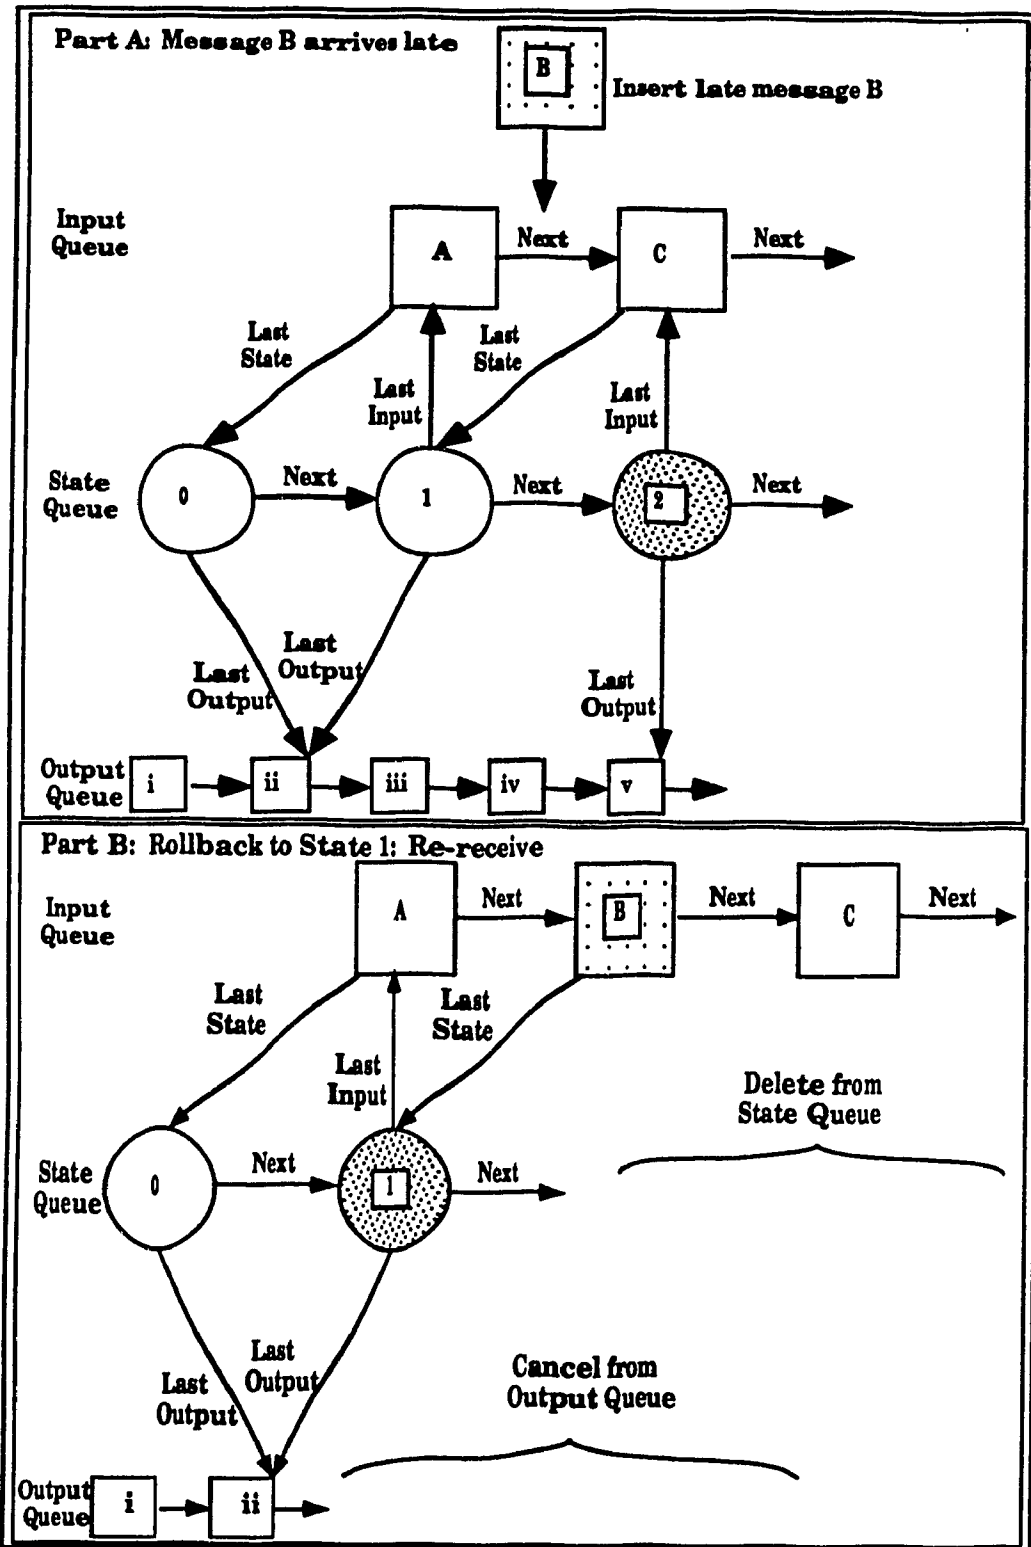 Part A: Message B arrives late
B
Insert late message B
Input
Queue
A
Next
C
Next
Last
State
Last
Input
Last
State
Last
Input
State
Queue
0
Next
1
Next
2
Next
Last
Output
Last
Output
Last
Output
Output
Queue
i
ii
iii
iv
v
Part B: Rollback to State 1: Re-receive
Input
Queue
A
Next
B
Next
C
Next
Last
State
Last
Input
Last
State
Delete from
State Queue
State
Queue
0
Next
1
Next
Last
Output
Last
Output
Cancel from
Output Queue
Output
Queue
i
ii